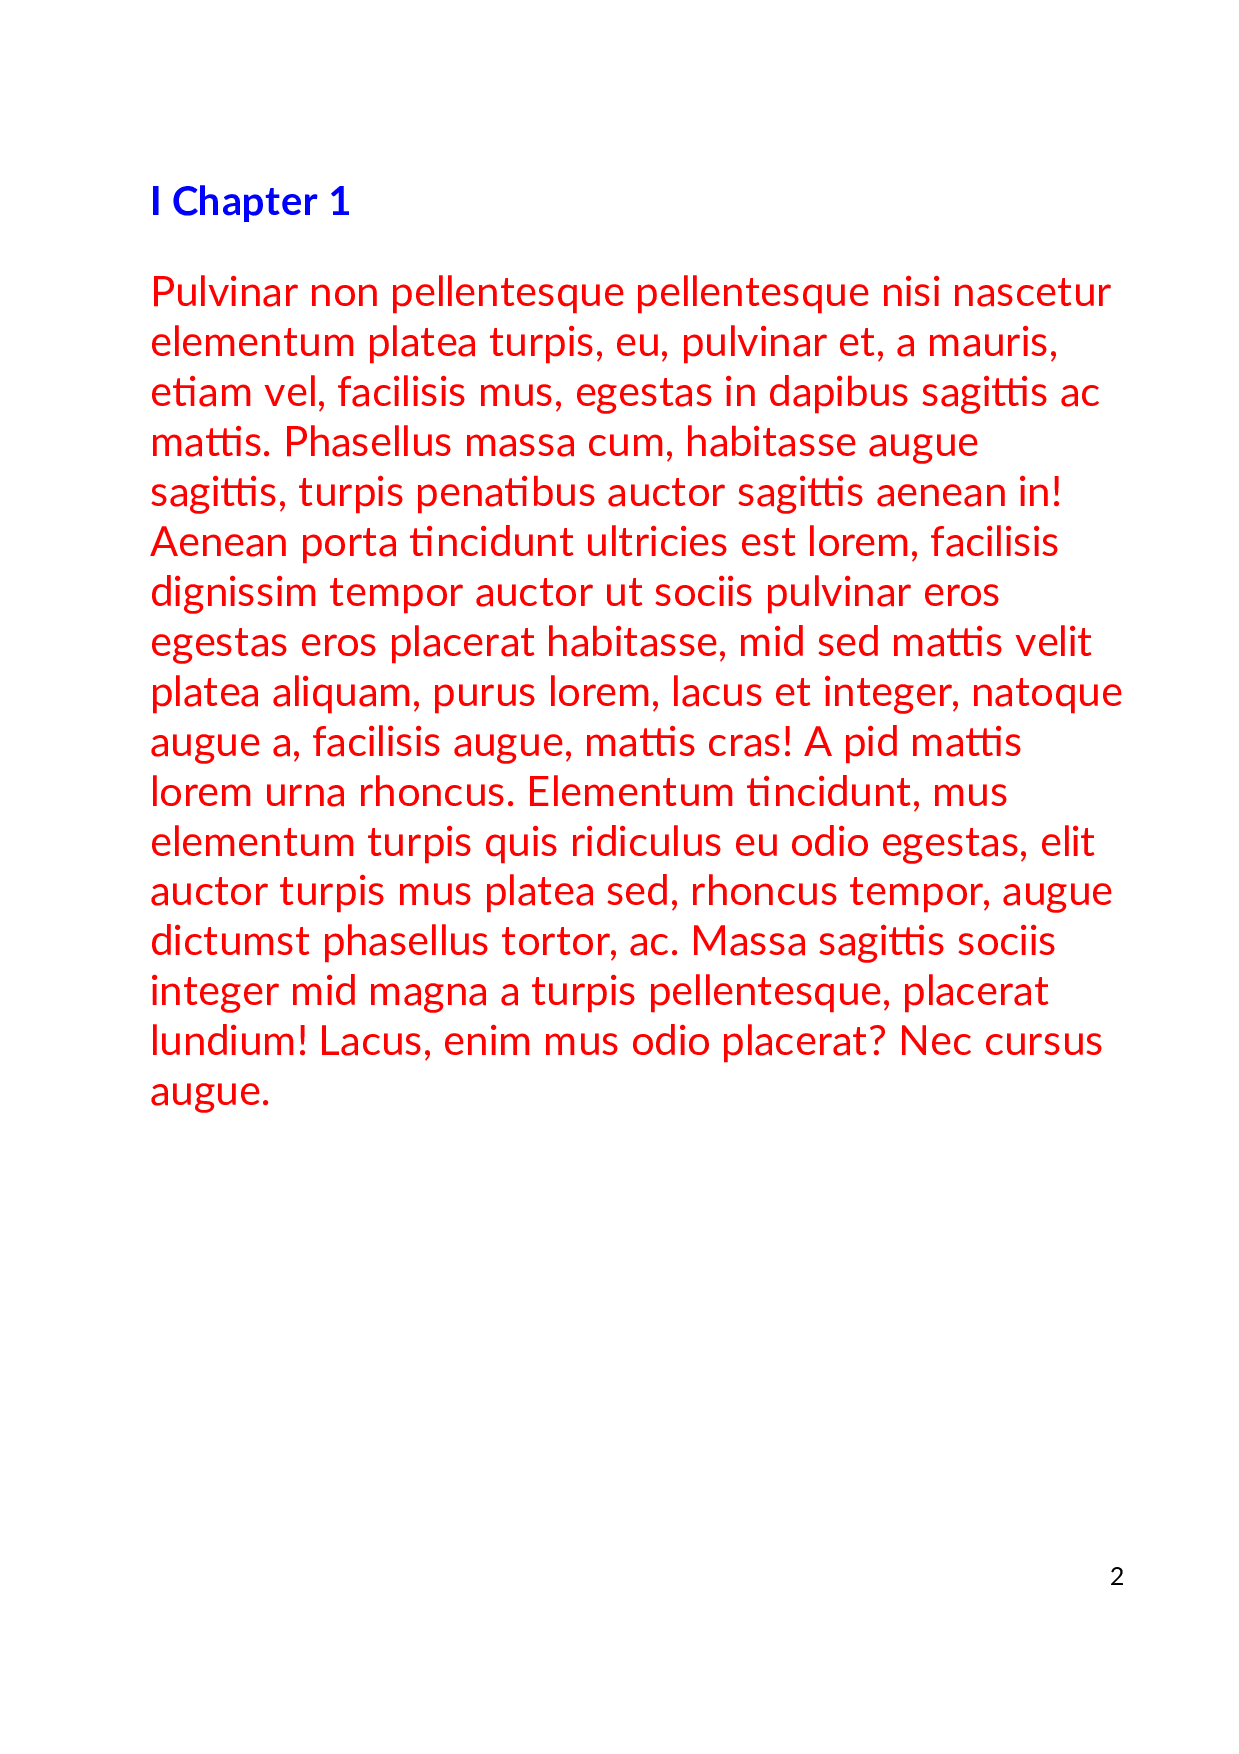 I Chapter 1
Pulvinar non pellentesque pellentesque nisi nascetur
elementum platea turpis, eu, pulvinar et, a mauris,
etiam vel, facilisis mus, egestas in dapibus sagittis ac
mattis. Phasellus massa cum, habitasse augue
sagittis, turpis penatibus auctor sagittis aenean in!
Aenean porta tincidunt ultricies est lorem, facilisis
dignissim tempor auctor ut sociis pulvinar eros
egestas eros placerat habitasse, mid sed mattis velit
platea aliquam, purus lorem, lacus et integer, natoque
augue a, facilisis augue, mattis cras! A pid mattis
lorem urna rhoncus. Elementum tincidunt, mus
elementum turpis quis ridiculus eu odio egestas, elit
auctor turpis mus platea sed, rhoncus tempor, augue
dictumst phasellus tortor, ac. Massa sagittis sociis
integer mid magna a turpis pellentesque, placerat
lundium! Lacus, enim mus odio placerat? Nec cursus
augue.
2